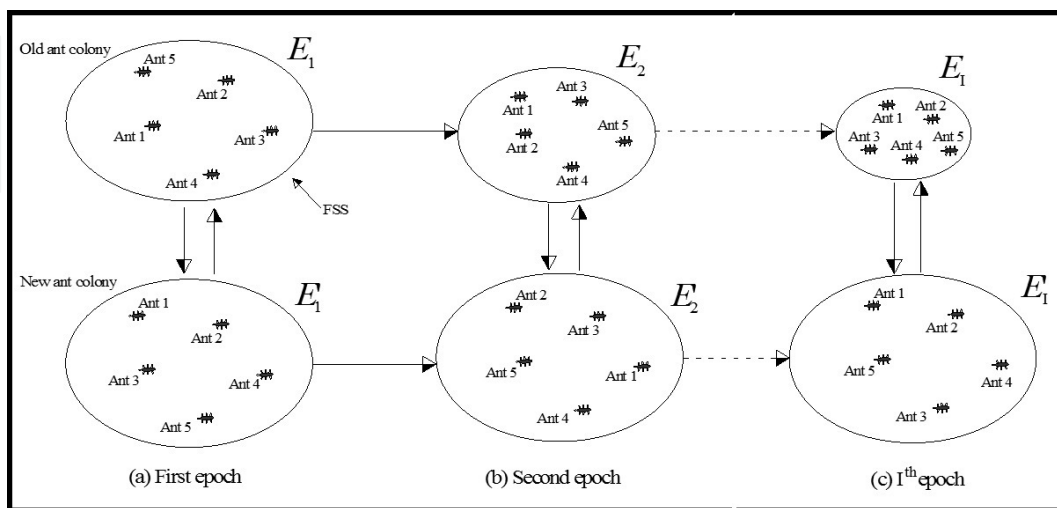 Old ant colony
E1
Ant 5
Ant 2
Ant 1
Ant 3
Ant 4
FSS
E2
Ant 3
Ant 1
Ant 5
Ant 2
Ant 4
EI
Ant 2
Ant 1
Ant 3
Ant 4
Ant 5
New ant colony
E1
Ant 1
Ant 2
Ant 3
Ant 4
Ant 5
E2
Ant 2
Ant 3
Ant 5
Ant 1
Ant 4
EI
Ant 1
Ant 2
Ant 5
Ant 4
Ant 3
(a) First epoch
(b) Second epoch
(c) Ith epoch